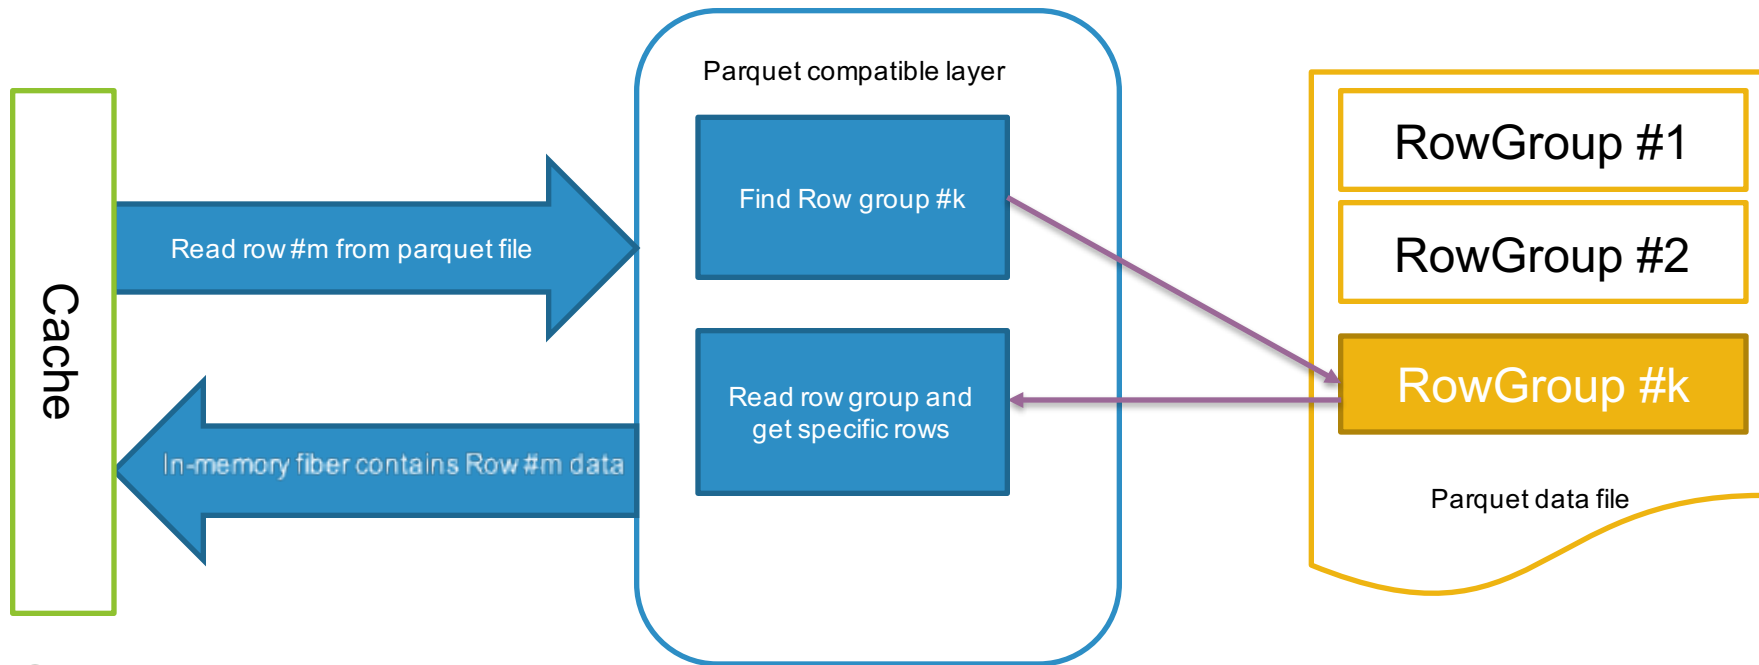 Cache
Read row #m from parquet file
In-memory fiber contains Row #m data
Parquet compatible layer
Find Row group #k
Read row group and
get specific rows
RowGroup #1
RowGroup #2
RowGroup #k
Parquet data file